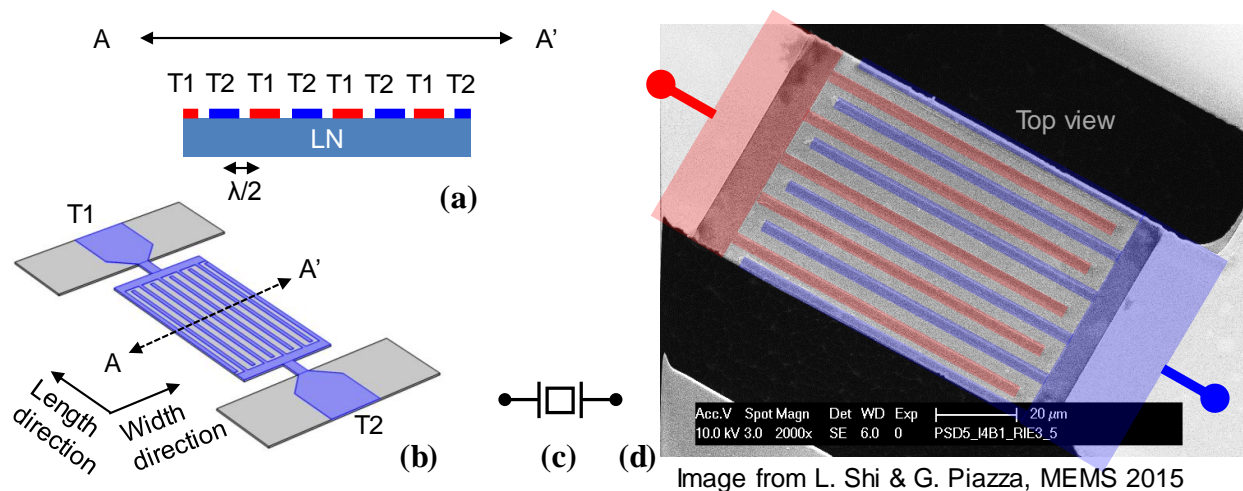 A A'
T1 T2 T1 T2 T1 T2 T1 T2
LN
λ/2
(a)
T1
A'
A
Length direction
Width direction
T2
(b)
(c)
(d)
Top view
Acc.V Spot Magn Det WD Exp 20 µm
10.0 kV 3.0 2000x SE 6.0 0 PSD5_I4B1_RIE3_5
Image from L. Shi & G. Piazza, MEMS 2015